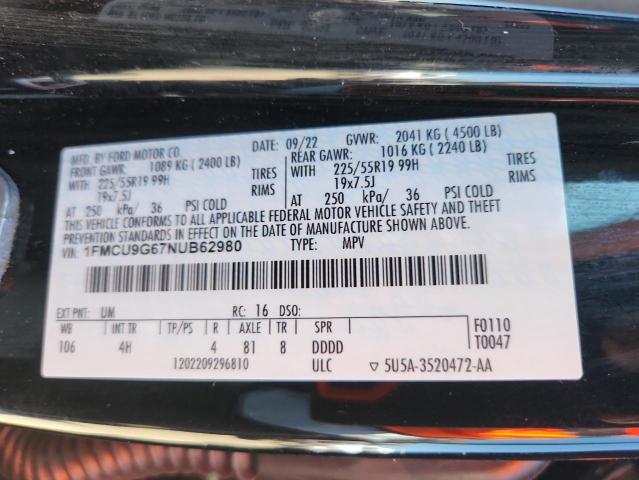 MFD. BY FORD MOTOR CO.
DATE: 09/22 GVWR: 2041 KG (4500 LB)
FRONT GAWR: 1089 KG (2400 LB)
REAR GAWR: 1016 KG (2240 LB)
WITH 225/55R19 99H TIRES
WITH 225/55R19 99H TIRES
19x7.5J RIMS
19x7.5J RIMS
AT 250 kPa/ 36 PSI COLD
AT 250 kPa/ 36 PSI COLD
THIS VEHICLE CONFORMS TO ALL APPLICABLE FEDERAL MOTOR VEHICLE SAFETY AND THEFT
PREVENTION STANDARDS IN EFFECT ON THE DATE OF MANUFACTURE SHOWN ABOVE.
VIN: 1FMCU9G67NUB62980 TYPE: MPV
EXT PNT: UM RC: 16 DSO: F0110
WB INT TR TP/PS R AXLE TR SPR T0047
106 4H 4 81 8 DDDD
1202209296810 ULC ▽ 5U5A-3520472-AA